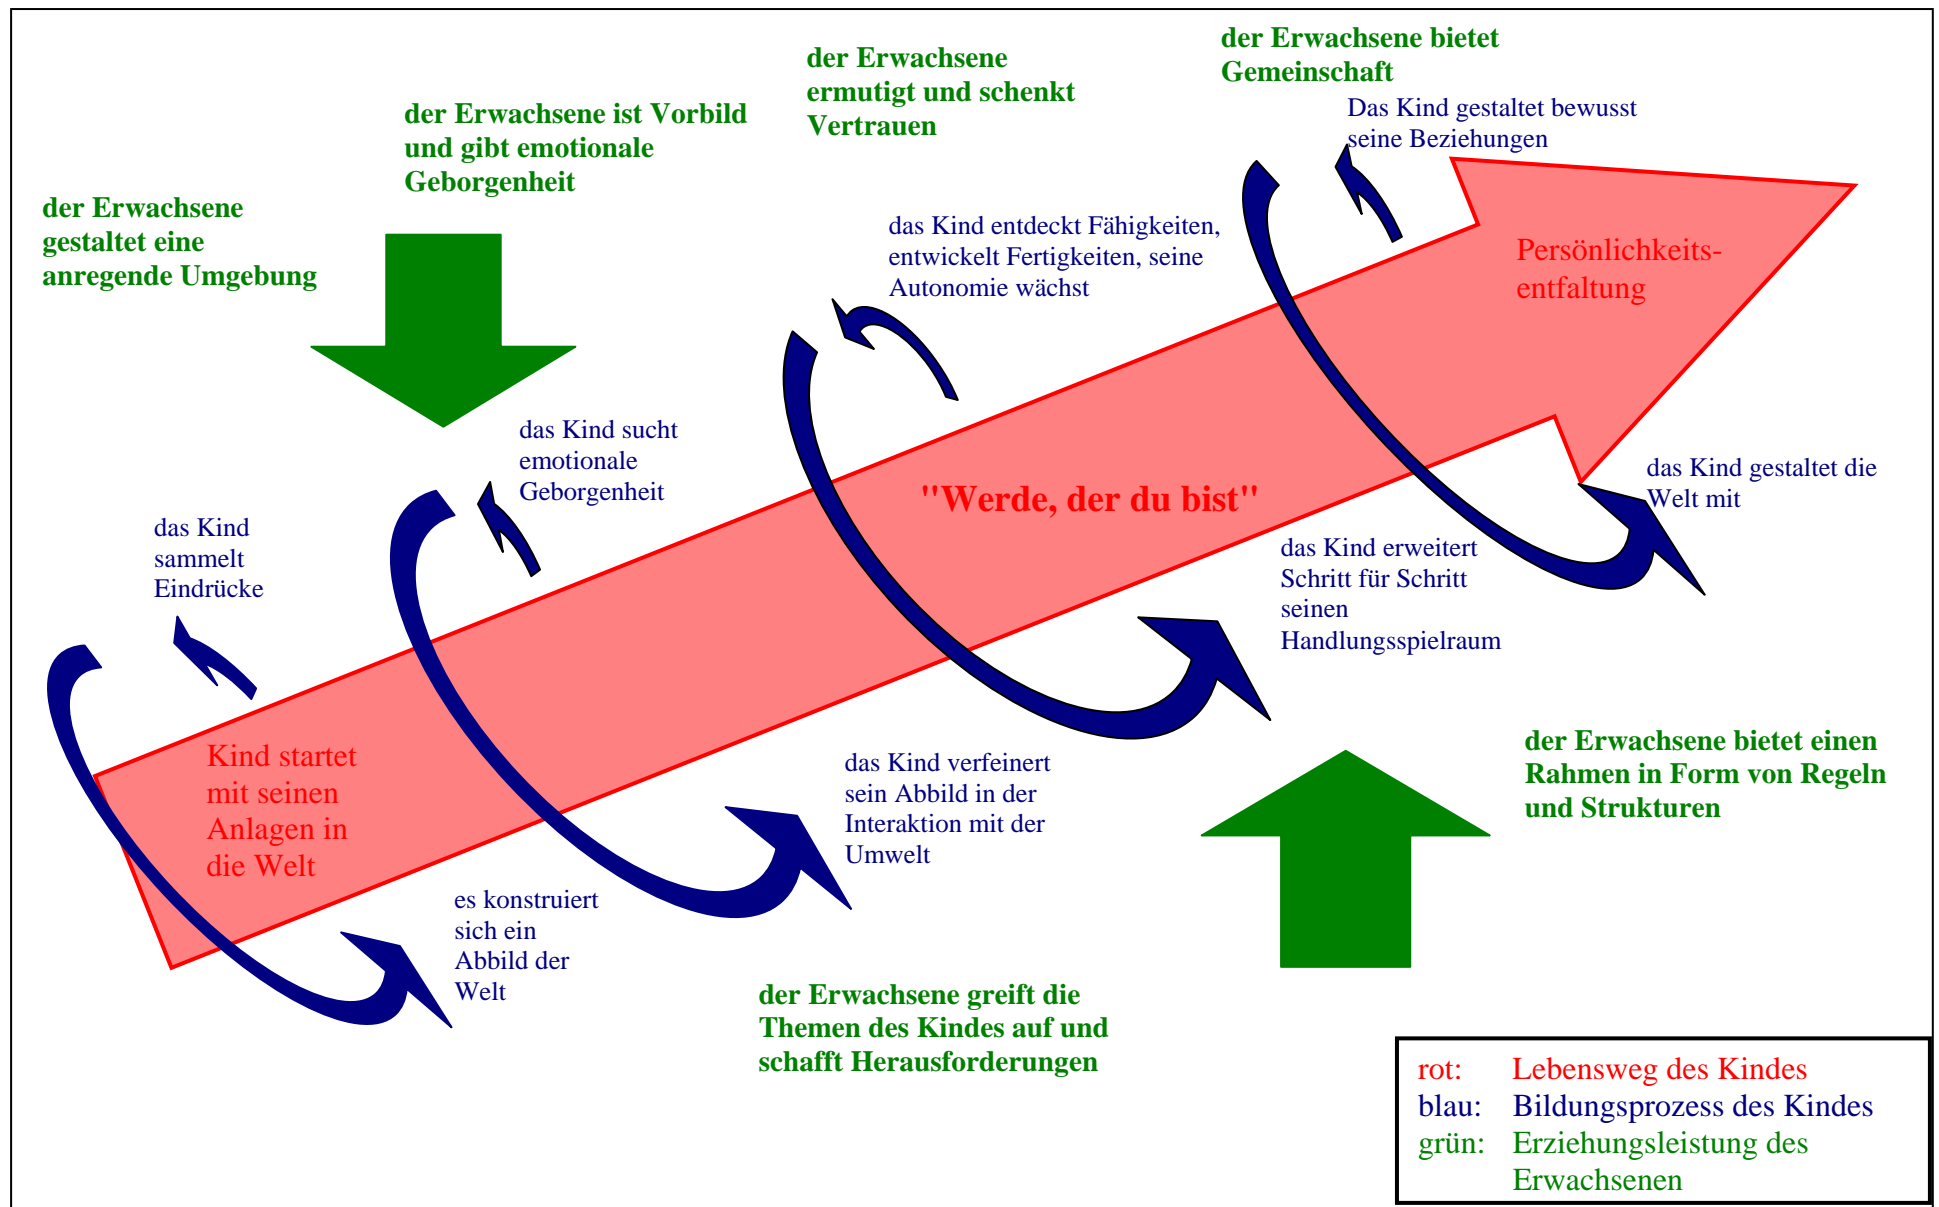 der Erwachsene
gestaltet eine
anregende Umgebung
der Erwachsene ist Vorbild
und gibt emotionale
Geborgenheit
der Erwachsene
ermutigt und schenkt
Vertrauen
der Erwachsene bietet
Gemeinschaft
Das Kind gestaltet bewusst
seine Beziehungen
das Kind entdeckt Fähigkeiten,
entwickelt Fertigkeiten, seine
Autonomie wächst
Persönlichkeits-
entfaltung
das Kind sucht
emotionale
Geborgenheit
das Kind
sammelt
Eindrücke
"Werde, der du bist"
das Kind gestaltet die
Welt mit
das Kind erweitert
Schritt für Schritt
seinen
Handlungsspielraum
Kind startet
mit seinen
Anlagen in
die Welt
das Kind verfeinert
sein Abbild in der
Interaktion mit der
Umwelt
der Erwachsene bietet einen
Rahmen in Form von Regeln
und Strukturen
es konstruiert
sich ein
Abbild der
Welt
der Erwachsene greift die
Themen des Kindes auf und
schafft Herausforderungen
rot: Lebensweg des Kindes
blau: Bildungsprozess des Kindes
grün: Erziehungsleistung des
Erwachsenen